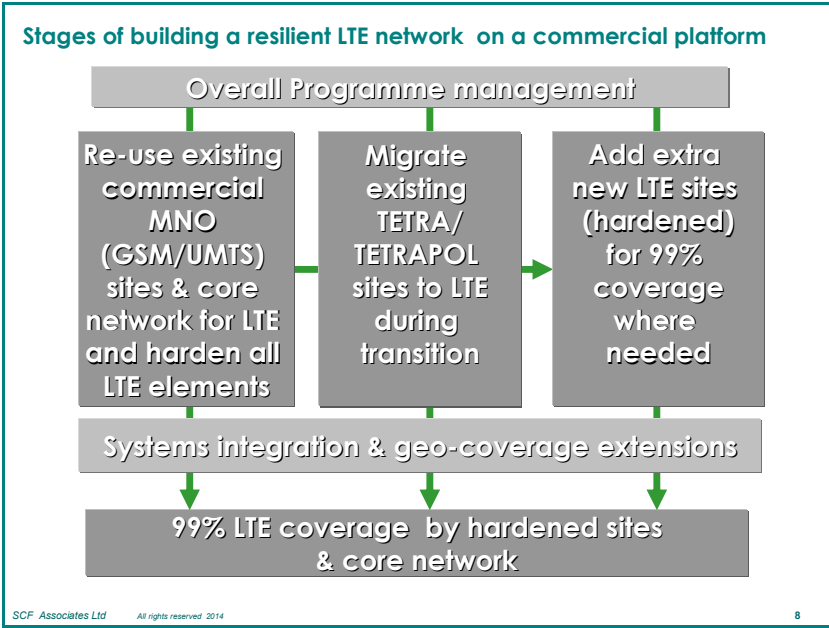 Stages of building a resilient LTE network on a commercial platform
Overall Programme management
Re-use existing
commercial
MNO
(GSM/UMTS)
sites & core
network for LTE
and harden all
LTE elements
Migrate
existing
TETRA/
TETRAPOL
sites to LTE
during
transition
Add extra
new LTE sites
(hardened)
for 99%
coverage
where
needed
Systems integration & geo-coverage extensions
99% LTE coverage by hardened sites
& core network
SCF Associates Ltd All rights reserved 2014 8